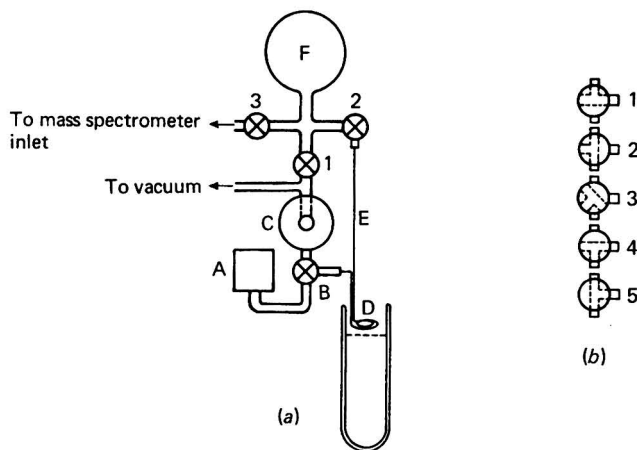 F
3
2
To mass spectrometer
inlet
1
To vacuum
C
E
A
B
D
(a)
1
2
3
4
5
(b)